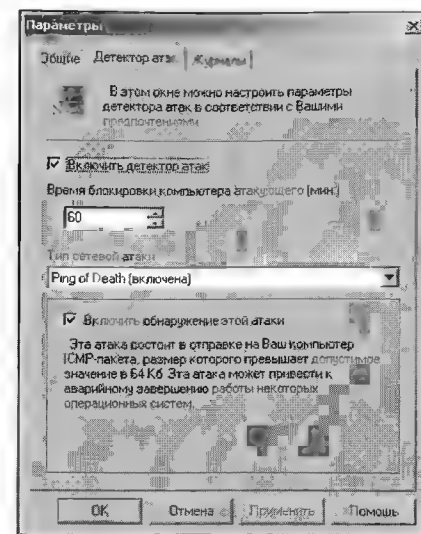 Параметры
Общие Детектор атак Журналы
В этом окне можно настроить параметры
детектора атак в соответствии с Вашими
предпочтениями
Включить детектор атак
Время блокировки компьютера атакующего (мин.)
60
Тип сетевой атаки
Ping of Death (включена)
Включить обнаружение этой атаки
Эта атака состоит в отправке на Ваш компьютер
ICMP-пакета, размер которого превышает допустимое
значение в 64 Кб Эта атака может привести к
аварийному завершению работы некоторых
операционных систем.
OK Отмена Применить Помощь